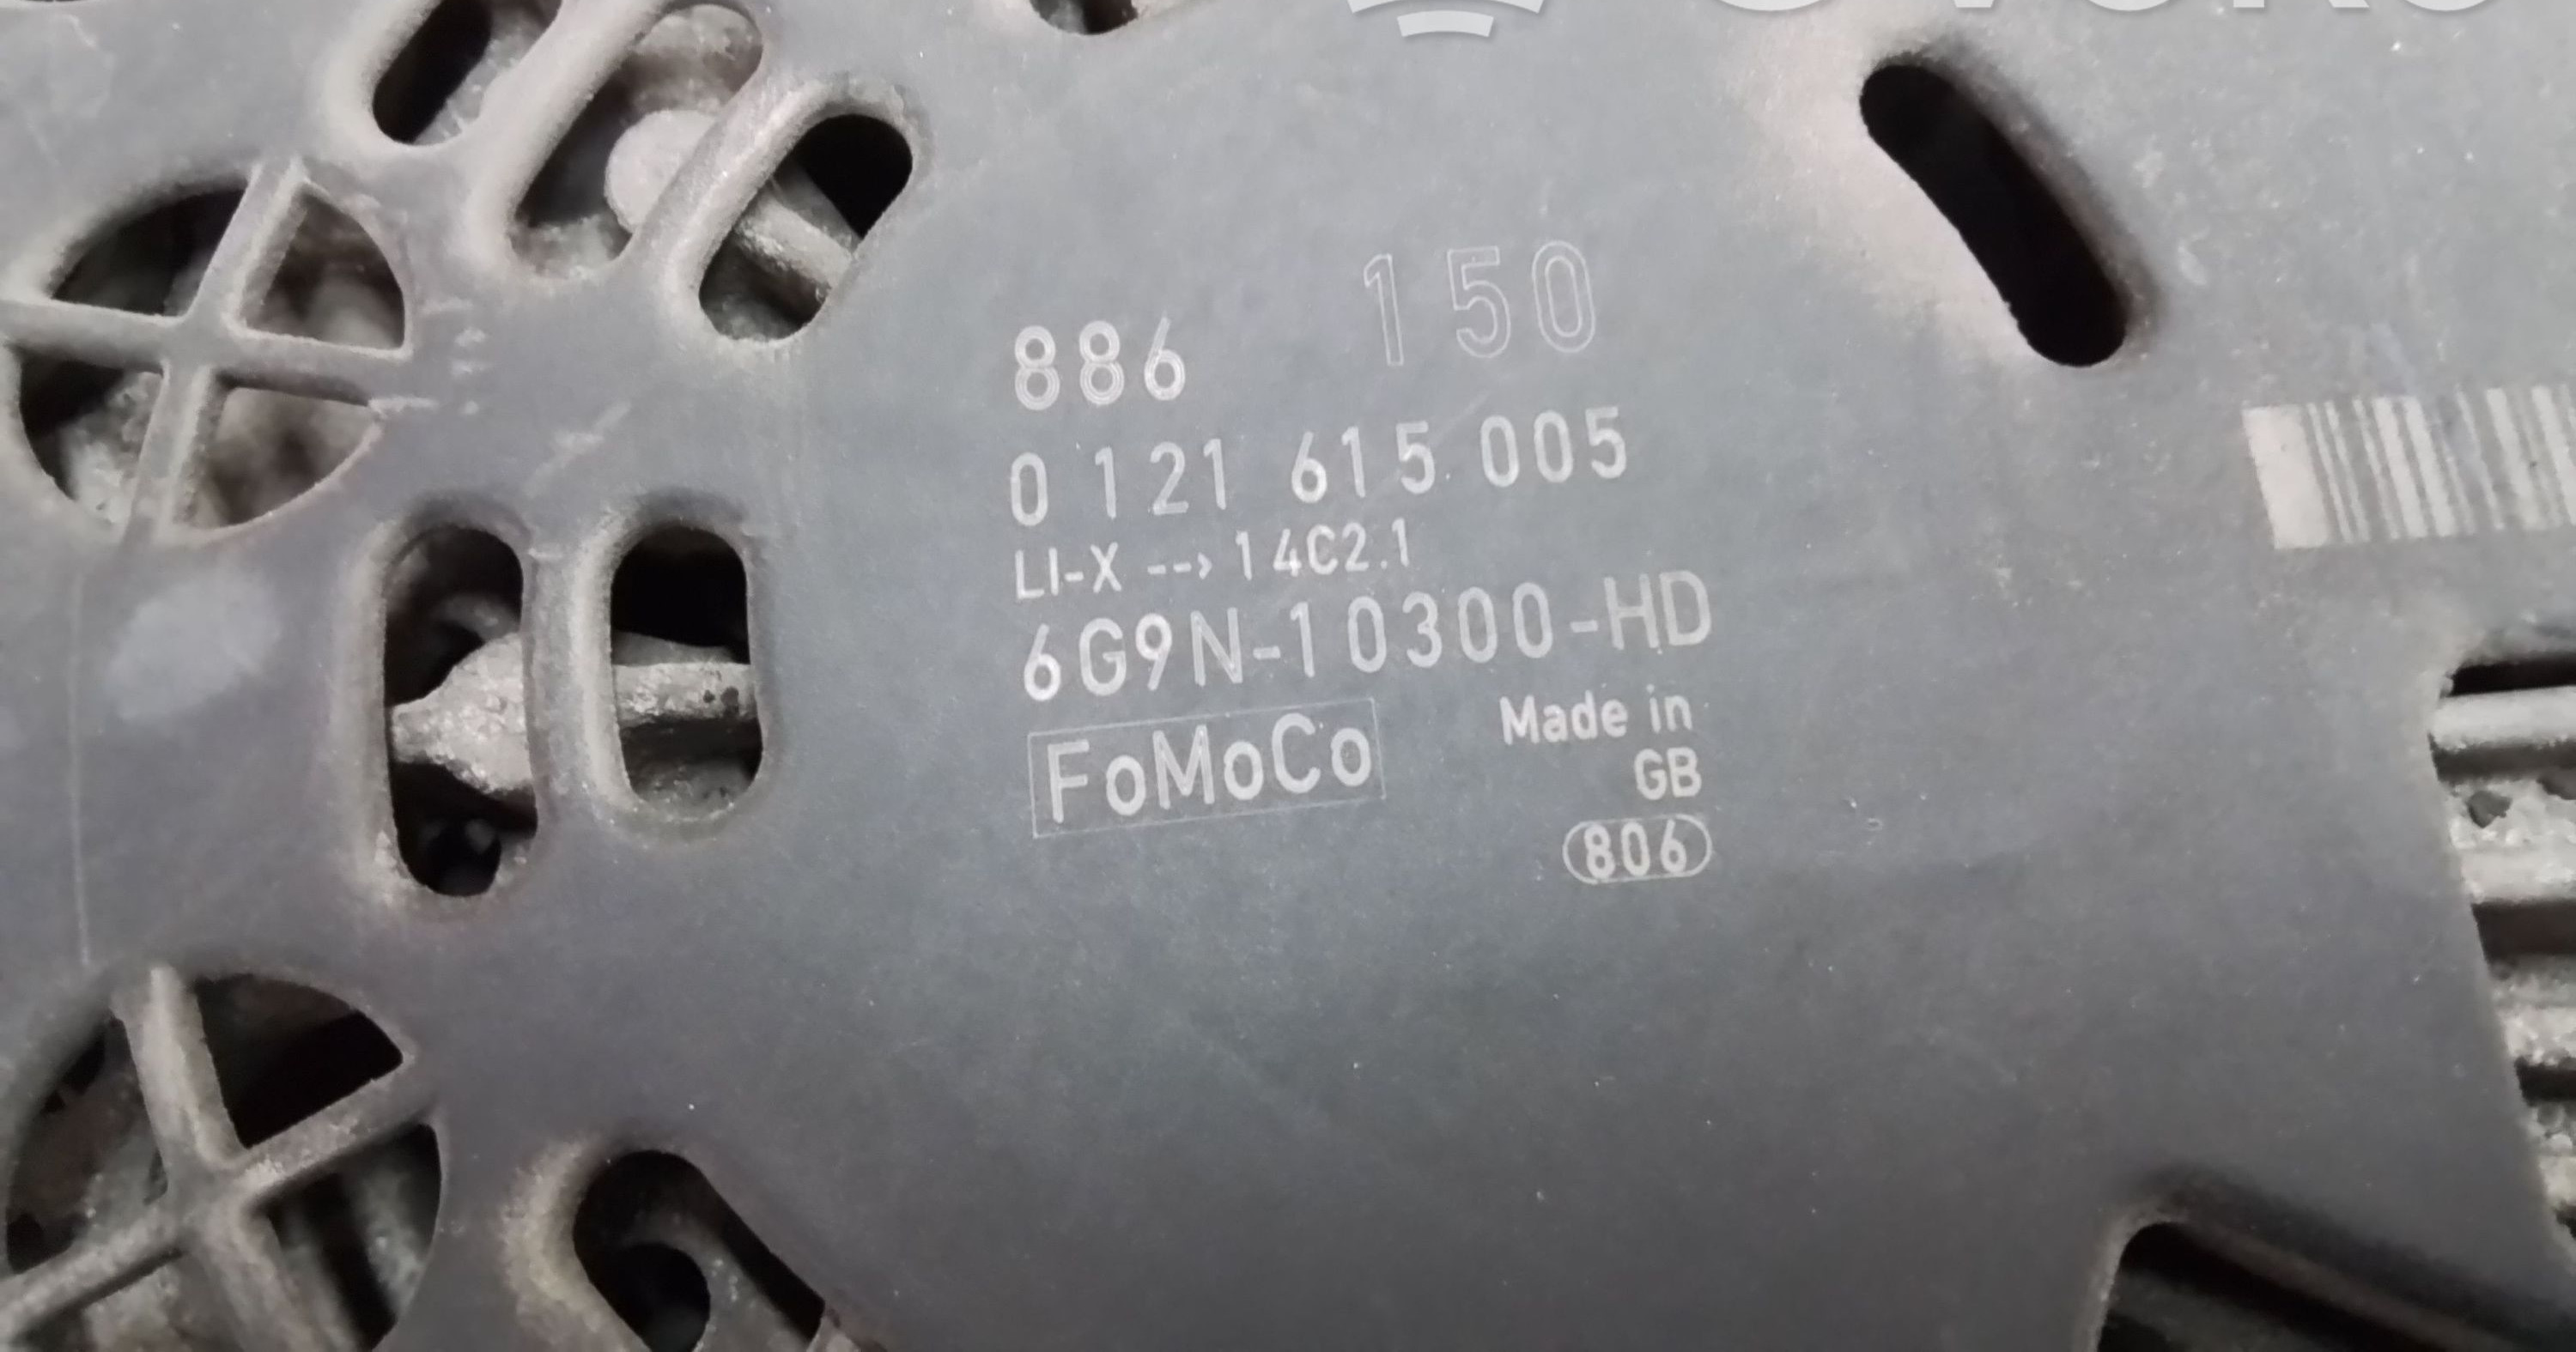 886 150
0 121 615 005
LI-X --> 14C2.1
6G9N-10300-HD
FoMoCo
Made in
GB
806